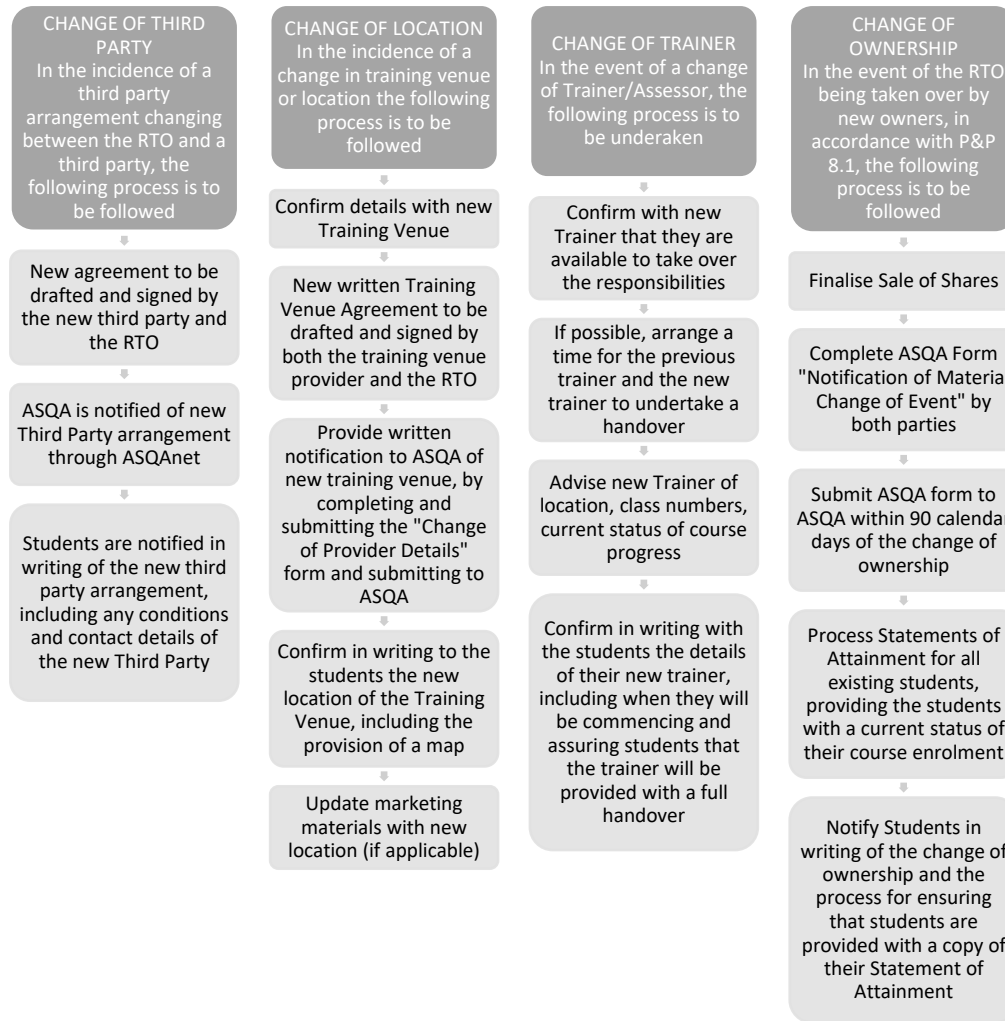 CHANGE OF THIRD
PARTY
In the incidence of a
third party
arrangement changing
between the RTO and a
third party, the
following process is to
be followed
New agreement to be
drafted and signed by
the new third party and
the RTO
ASQA is notified of new
Third Party arrangement
through ASQAnet
Students are notified in
writing of the new third
party arrangement,
including any conditions
and contact details of
the new Third Party
CHANGE OF LOCATION
In the incidence of a
change in training venue
or location the following
process is to be
followed
Confirm details with new
Training Venue
New written Training
Venue Agreement to be
drafted and signed by
both the training venue
provider and the RTO
Provide written
notification to ASQA of
new training venue, by
completing and
submitting the "Change
of Provider Details"
form and submitting to
ASQA
Confirm in writing to the
students the new
location of the Training
Venue, including the
provision of a map
Update marketing
materials with new
location (if applicable)
CHANGE OF TRAINER
In the event of a change
of Trainer/Assessor, the
following process is to
be underaken
Confirm with new
Trainer that they are
available to take over
the responsibilities
If possible, arrange a
time for the previous
trainer and the new
trainer to undertake a
handover
Advise new Trainer of
location, class numbers,
current status of course
progress
Confirm in writing with
the students the details
of their new trainer,
including when they will
be commencing and
assuring students that
the trainer will be
provided with a full
handover
CHANGE OF
OWNERSHIP
In the event of the RTO
being taken over by
new owners, in
accordance with P&P
8.1, the following
process is to be
followed
Finalise Sale of Shares
Complete ASQA Form
"Notification of Materia
Change of Event" by
both parties
Submit ASQA form to
ASQA within 90 calendar
days of the change of
ownership
Process Statements of
Attainment for all
existing students,
providing the students
with a current status of
their course enrolment
Notify Students in
writing of the change of
ownership and the
process for ensuring
that students are
provided with a copy of
their Statement of
Attainment